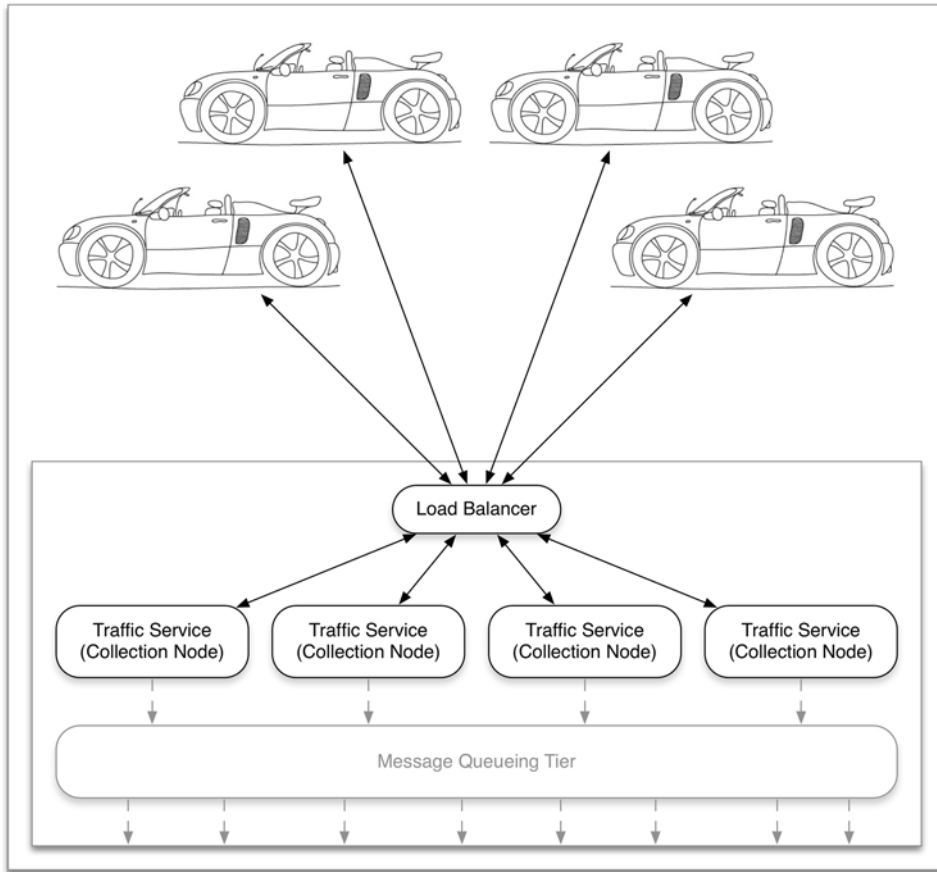 Load Balancer
Traffic Service
(Collection Node)
Traffic Service
(Collection Node)
Traffic Service
(Collection Node)
Traffic Service
(Collection Node)
Message Queueing Tier